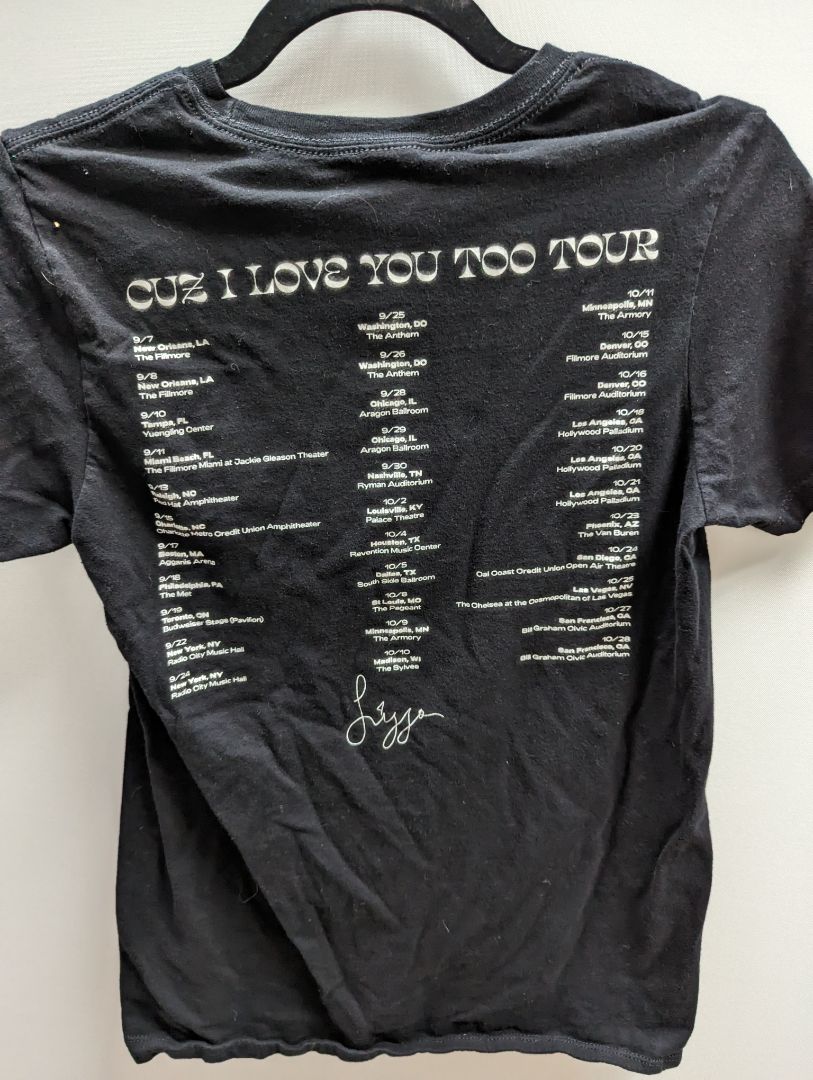 CUZ I LOVE YOU TOO TOUR
9/7
New Orleans, LA
The Fillmore
9/8
New Orleans, LA
The Fillmore
9/10
Tampa, FL
Yuengling Center
9/11
Miami Beach, FL
The Fillmore Miami at Jackie Gleason Theater
9/13
Raleigh, NC
Red Hat Amphitheater
9/15
Charlotte, NC
Charlotte Metro Credit Union Amphitheater
9/17
Boston, MA
Agganis Arena
9/18
Philadelphia, PA
The Met
9/19
Toronto, ON
Budweiser Stage (Pavilion)
9/22
New York, NY
Radio City Music Hall
9/24
New York, NY
Radio City Music Hall
9/25
Washington, DC
The Anthem
9/26
Washington, DC
The Anthem
9/28
Chicago, IL
Aragon Ballroom
9/29
Chicago, IL
Aragon Ballroom
9/30
Nashville, TN
Ryman Auditorium
10/2
Louisville, KY
Palace Theatre
10/4
Houston, TX
Revention Music Center
10/5
Dallas, TX
South Side Ballroom
10/8
St Louis, MO
The Pageant
10/9
Minneapolis, MN
The Armory
10/10
Madison, WI
The Sylvee
10/11
Minneapolis, MN
The Armory
10/15
Denver, CO
Fillmore Auditorium
10/16
Denver, CO
Fillmore Auditorium
10/18
Los Angeles, CA
Hollywood Palladium
10/20
Los Angeles, CA
Hollywood Palladium
10/21
Los Angeles, CA
Hollywood Palladium
10/23
Phoenix, AZ
The Van Buren
10/24
San Diego, CA
Cal Coast Credit Union Open Air Theatre
10/25
Las Vegas, NV
The Chelsea at the Cosmopolitan of Las Vegas
10/27
San Francisco, CA
Bill Graham Civic Auditorium
10/28
San Francisco, CA
Bill Graham Civic Auditorium
Lizzo